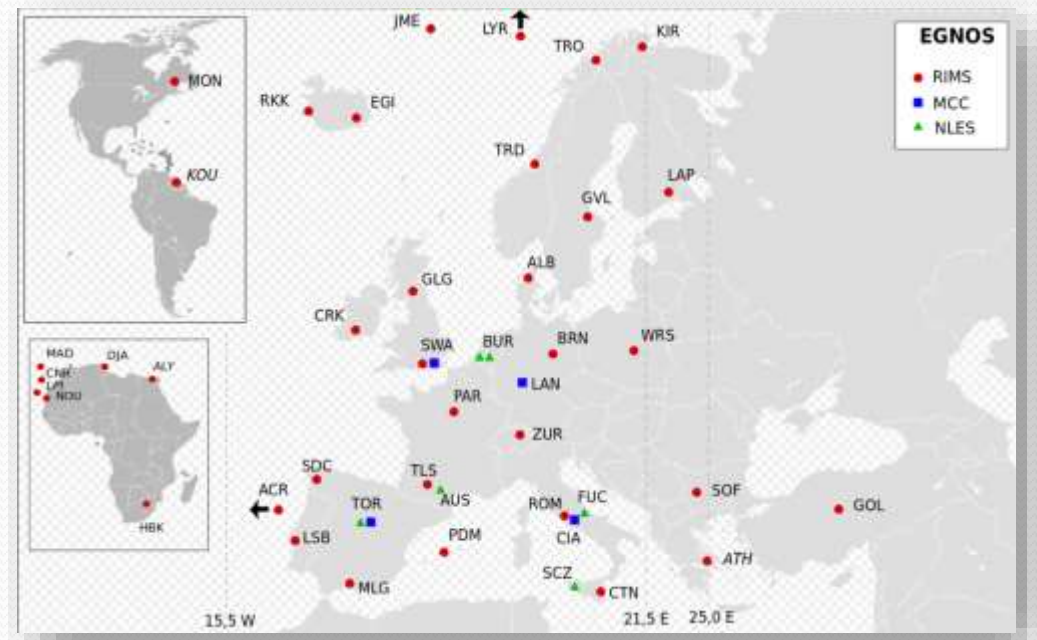 JME
LYR
TRO
KIR
EGNOS
RIMS
MCC
NLES
MON
KOU
RKK
EGI
TRD
LAP
GVL
ALB
GLG
CRK
SWA
BUR
BRN
WRS
LAN
PAR
ZUR
MAD
DJA
ALY
CNR
NOU
HBK
SDC
TLS
ACR
TOR
AUS
ROM
FUC
SOF
GOL
LSB
PDM
CIA
ATH
SCZ
MLG
CTN
15,5 W
21,5 E
25,0 E